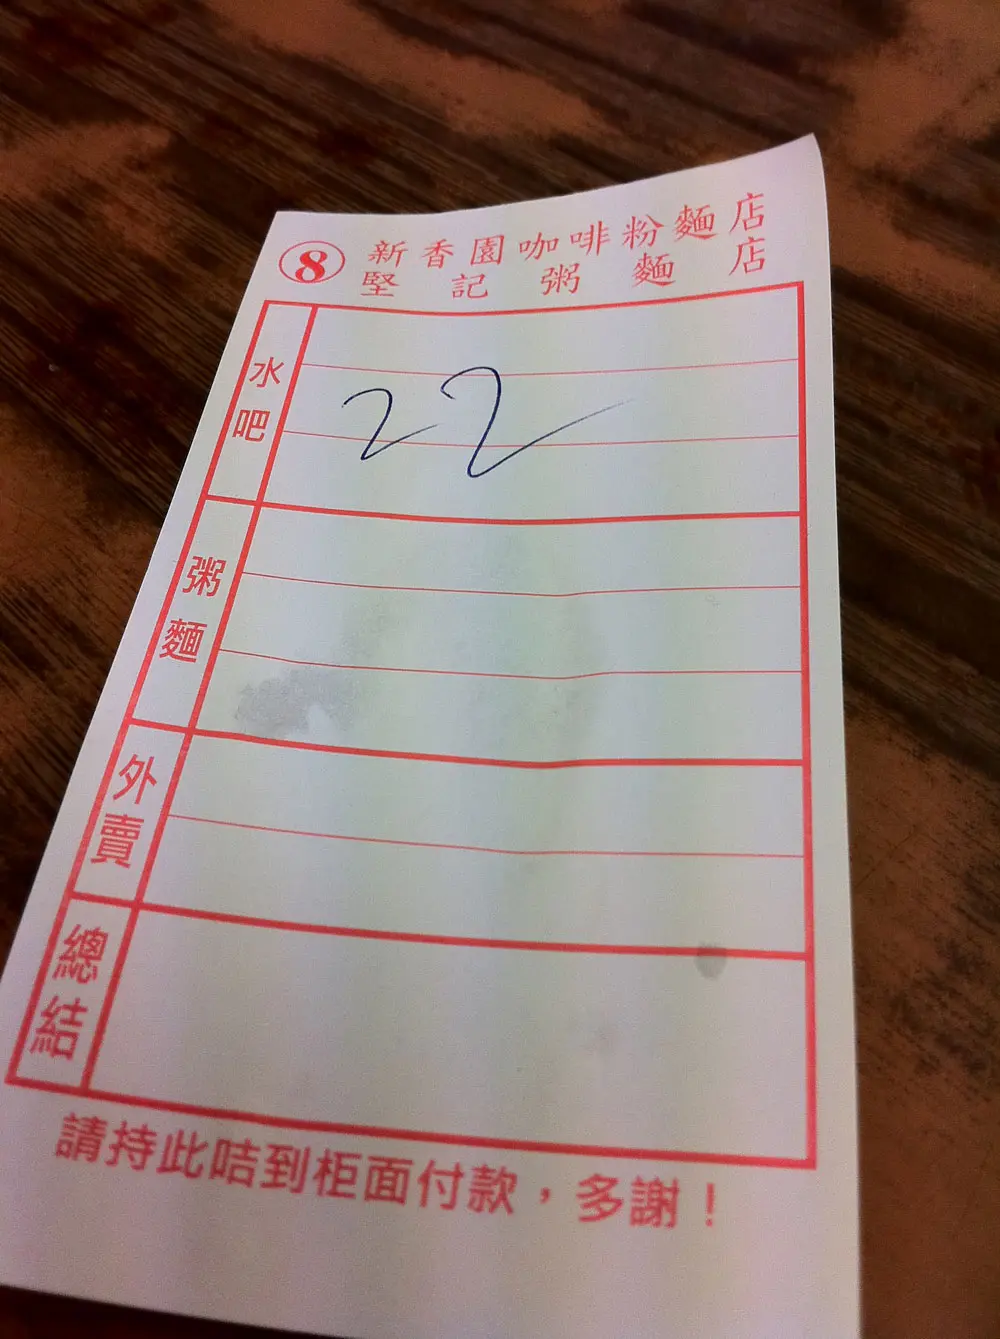 8 新香園咖啡粉麵店
堅記粥麵店
水吧
22
粥麵
外賣
總結
請持此咭到柜面付款，多謝！